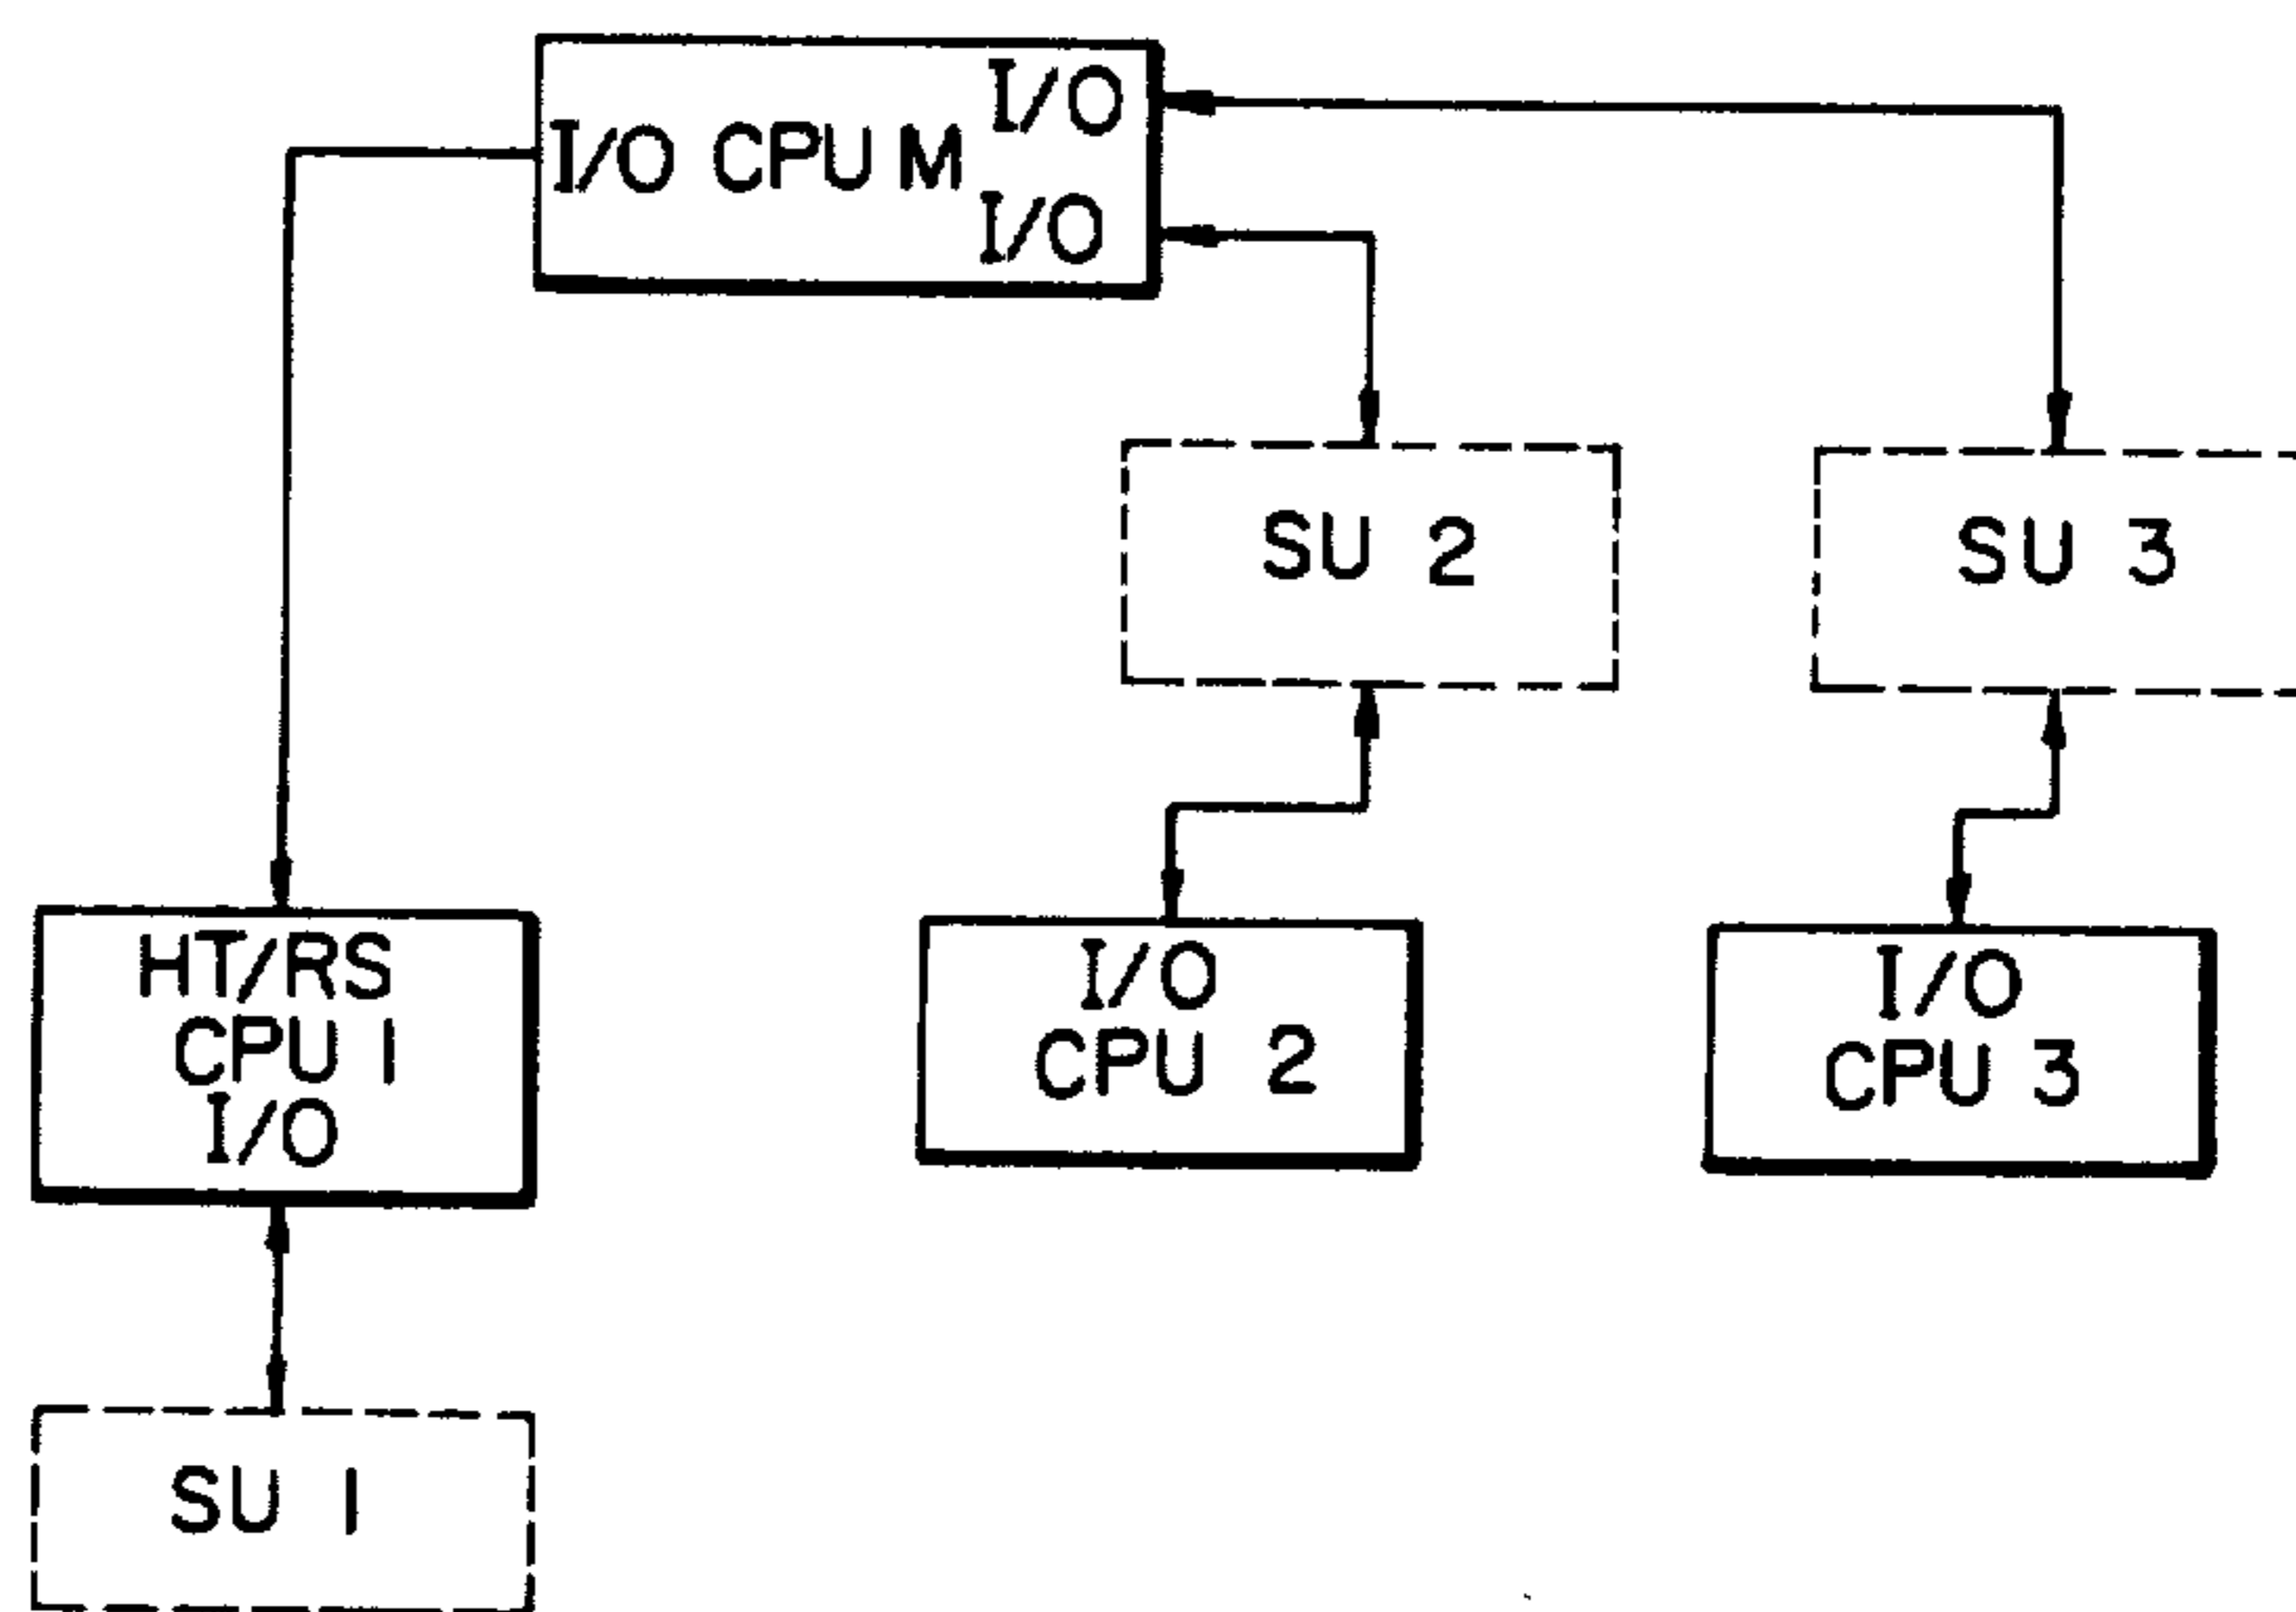 I/O
I/O CPU M
I/O
SU 2
SU 3
HT/RS
CPU 1
I/O
I/O
CPU 2
I/O
CPU 3
SU 1